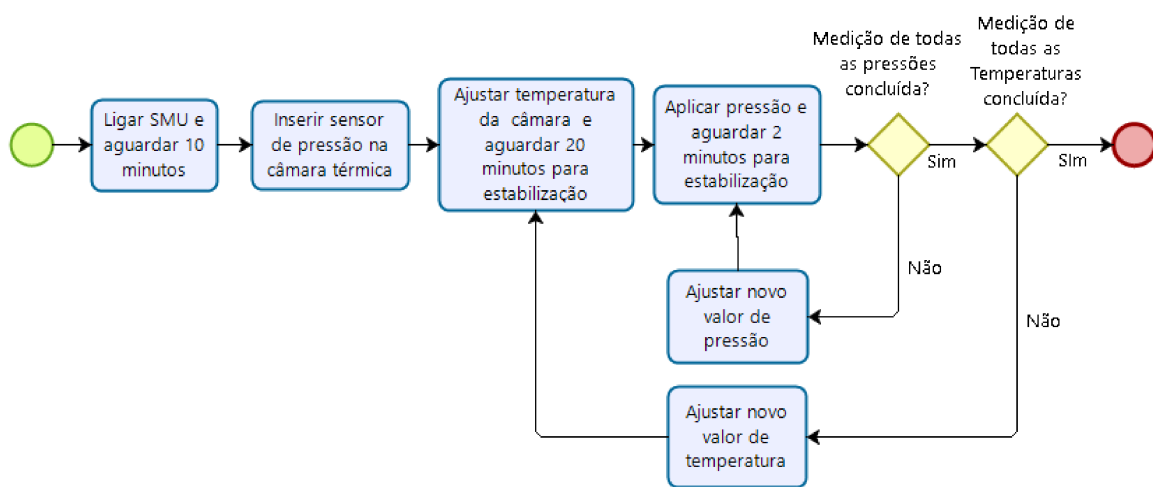 Ligar SMU e
aguardar 10
minutos
Inserir sensor
de pressão na
câmara térmica
Ajustar temperatura
da câmara e
aguardar 20
minutos para
estabilização
Aplicar pressão e
aguardar 2
minutos para
estabilização
Medição de todas
as pressões
concluída?
Sim
Medição de
todas as
Temperaturas
concluída?
SIm
Não
Ajustar novo
valor de
pressão
Não
Ajustar novo
valor de
temperatura